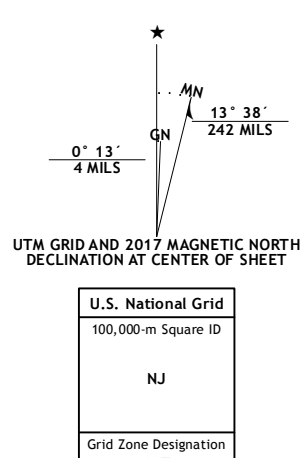 MN
13° 38´
242 MILS
GN
0° 13´
4 MILS
UTM GRID AND 2017 MAGNETIC NORTH
DECLINATION AT CENTER OF SHEET
U.S. National Grid
100,000-m Square ID
NJ
Grid Zone Designation